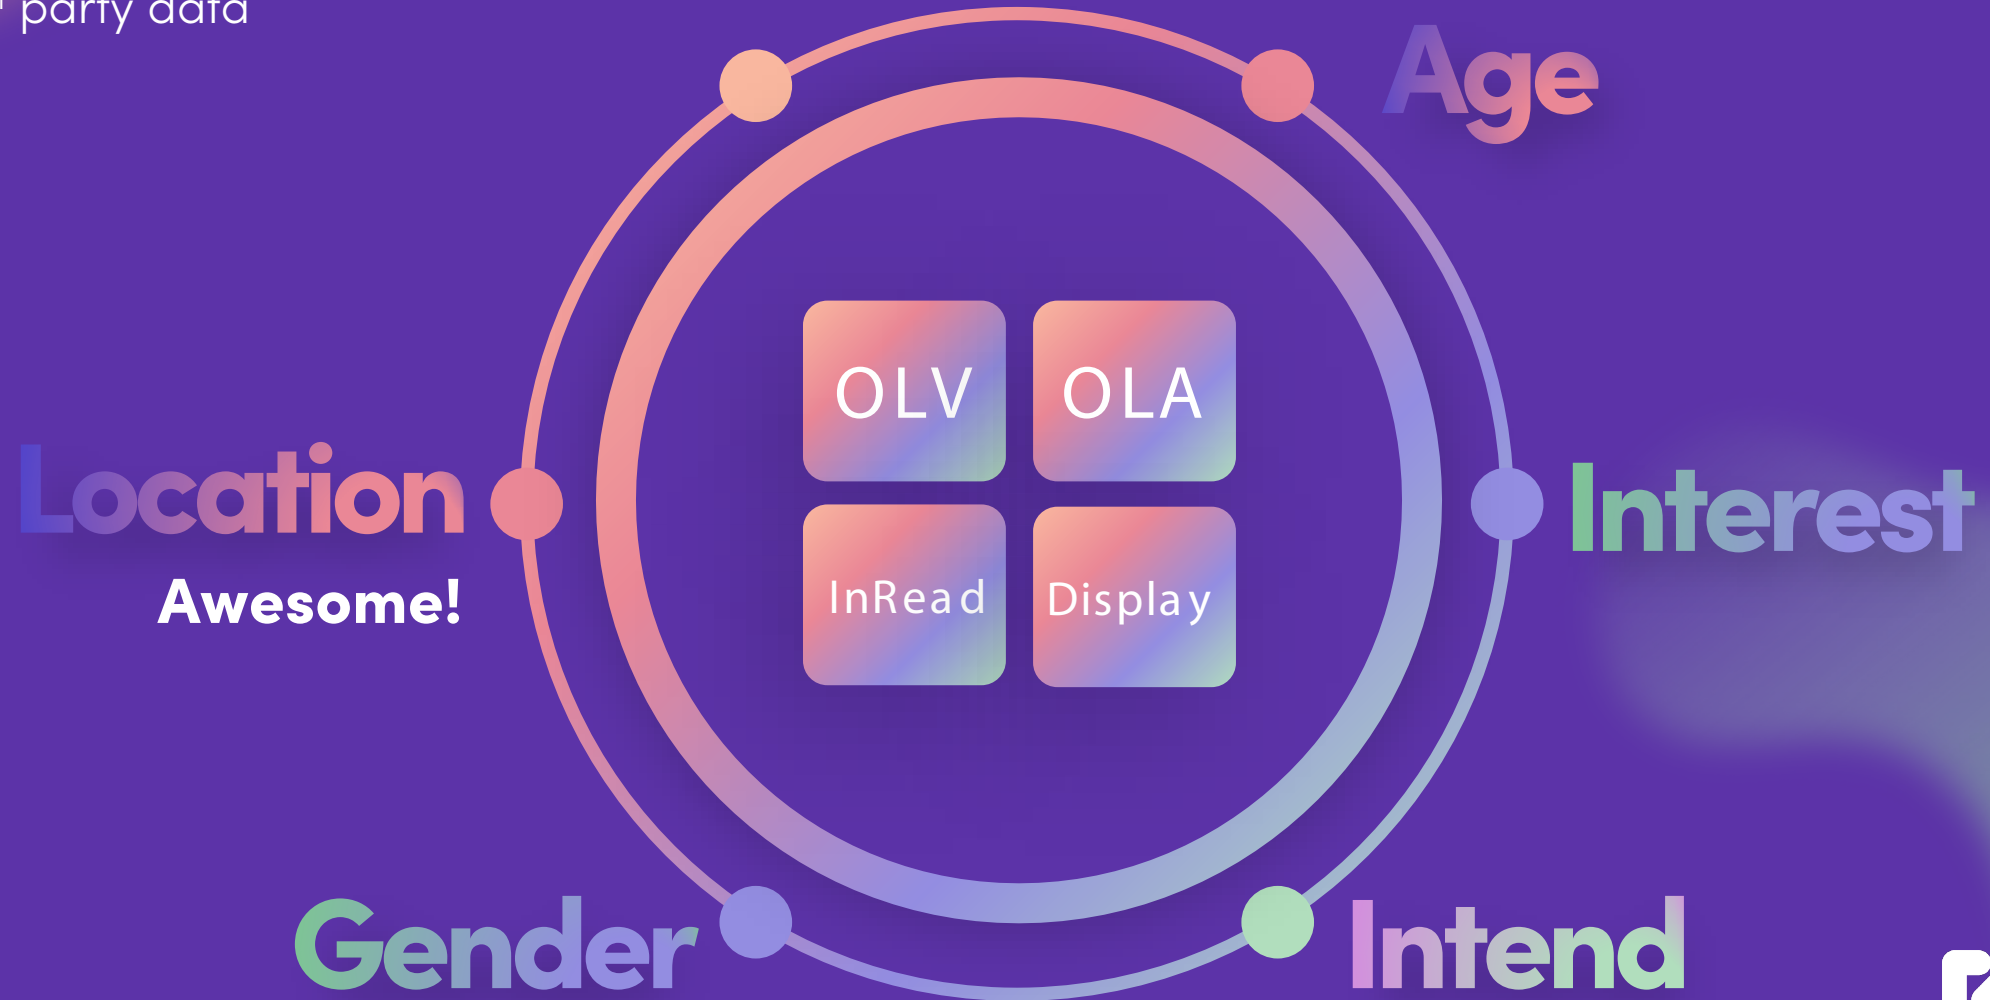 party data
Age
OLV
OLA
Location
Interest
Awesome!
InRead
Display
Gender
Intend